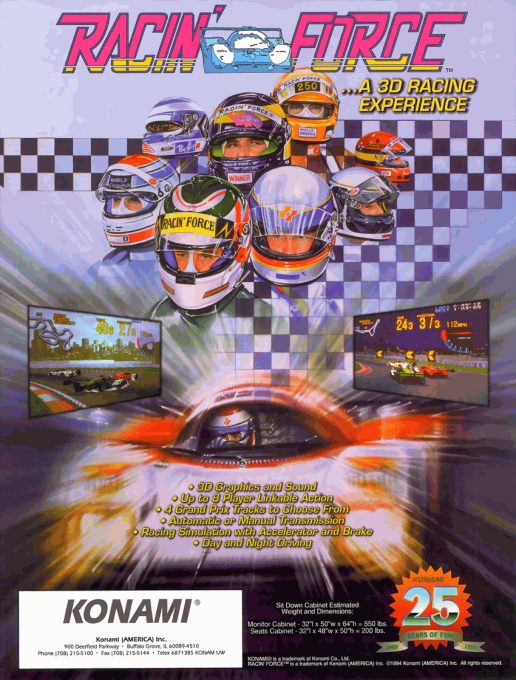 RACIN' FORCE
TM
...A 3D RACING
EXPERIENCE
RACIN' FORCE
250
RACIN' FORCE
WINNER
RACIN' FORCE
243 3/3 112MPH
• 3D Graphics and Sound
• Up to 8 Player Linkable Action
• 4 Grand Prix Tracks to Choose From
• Automatic or Manual Transmission
• Racing Simulation with Accelerator and Brake
• Day and Night Driving
KONAMI®
Konami (AMERICA) Inc.
900 Deerfield Parkway • Buffalo Grove, IL 60089-4510
Phone (708) 215-5100 • Fax (708) 215-5144 • Telex 6871385 KONAM UW
Sit Down Cabinet Estimated
Weight and Dimensions:
Monitor Cabinet - 32"l x 50"w x 64"h = 550 lbs.
Seats Cabinet - 32"l x 48"w x 50"h = 200 lbs.
KONAMI
25
YEARS OF FUN
KONAMI® is a trademark of Konami Co., Ltd.
RACIN' FORCE™ is a trademark of Konami (AMERICA) Inc. ©1994 Konami (AMERICA) Inc. All rights reserved.